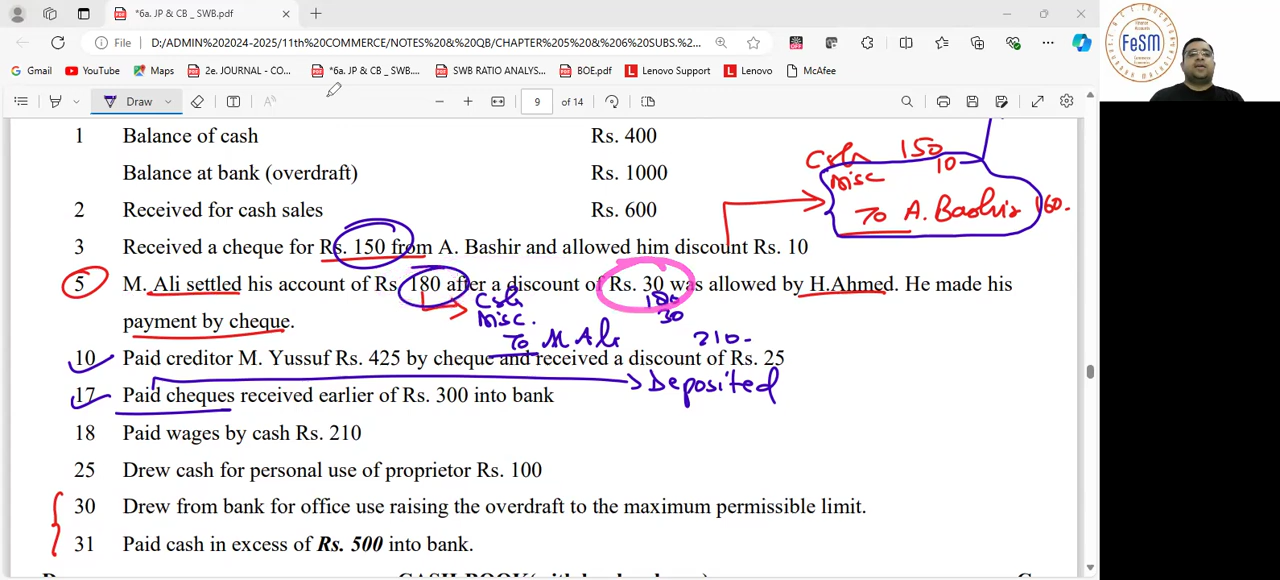 *6a. JP & CB _ SWB.pdf
File D:/ADMIN%202024-2025/11th%20COMMERCE/NOTES%20&%20QB/CHAPTER%205%20&%206%20SUBS.%2...
Gmail YouTube Maps 2e. JOURNAL - CO... *6a. JP & CB _ SWB.... SWB RATIO ANALYS... BOE.pdf Lenovo Support Lenovo McAfee
Draw 9 of 14
FeSM
1 Balance of cash Rs. 400
Balance at bank (overdraft) Rs. 1000
2 Received for cash sales Rs. 600
Csh 150
Disc 10
To A. Bashir 160.
3 Received a cheque for Rs. 150 from A. Bashir and allowed him discount Rs. 10
5 M. Ali settled his account of Rs. 180 after a discount of Rs. 30 was allowed by H.Ahmed. He made his
payment by cheque.
Csh 180
Disc. 30
To M Ali 210-
10 Paid creditor M. Yussuf Rs. 425 by cheque and received a discount of Rs. 25
Deposited
17 Paid cheques received earlier of Rs. 300 into bank
18 Paid wages by cash Rs. 210
25 Drew cash for personal use of proprietor Rs. 100
30 Drew from bank for office use raising the overdraft to the maximum permissible limit.
31 Paid cash in excess of Rs. 500 into bank.